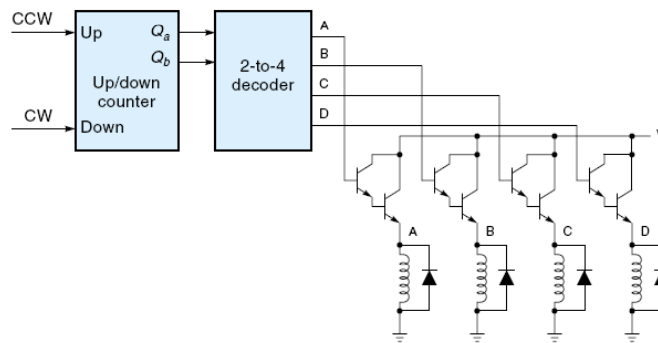 CCW
Up
Qa
Qb
Up/down
counter
CW
Down
2-to-4
decoder
A
B
C
D
A
B
C
D